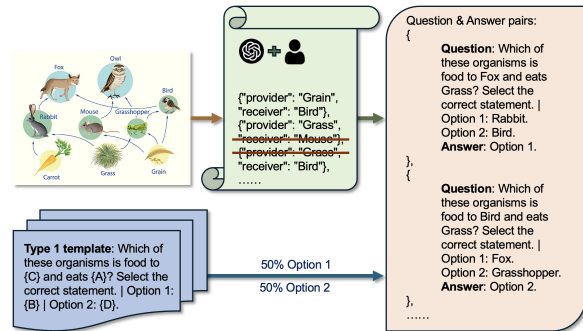 Owl
Fox
Bird
Mouse
Grasshopper
Rabbit
Carrot
Grass
Grain
{"provider": "Grain",
"receiver": "Bird"},
{"provider": "Grass",
"receiver": "Mouse"},
{"provider": "Grass",
"receiver": "Bird"},
……
Type 1 template: Which of
these organisms is food to
{C} and eats {A}? Select the
correct statement. | Option 1:
{B} | Option 2: {D}.
50% Option 1
50% Option 2
Question & Answer pairs:
{
Question: Which of
these organisms is
food to Fox and eats
Grass? Select the
correct statement. |
Option 1: Rabbit.
Option 2: Bird.
Answer: Option 1.
},
{
Question: Which of
these organisms is
food to Bird and eats
Grass? Select the
correct statement. |
Option 1: Fox.
Option 2: Grasshopper.
Answer: Option 2.
},
……